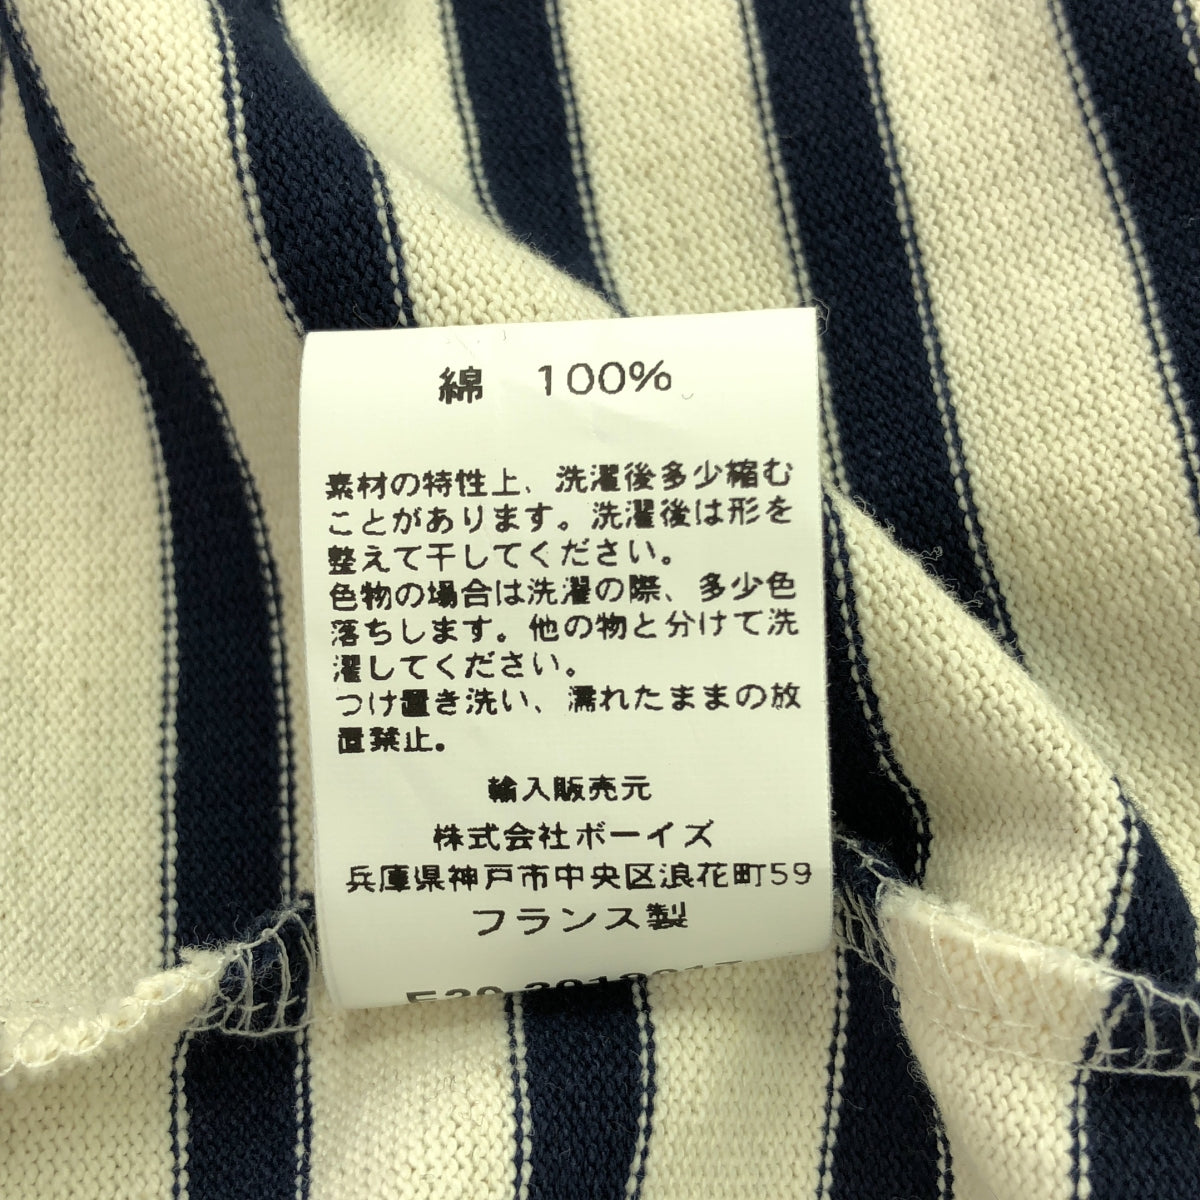 綿 100%
素材の特性上、洗濯後多少縮む
ことがあります。洗濯後は形を
整えて干してください。
色物の場合は洗濯の際、多少色
落ちします。他の物と分けて洗
濯してください。
つけ置き洗い、濡れたままの放
置禁止。
輸入販売元
株式会社ボーイズ
兵庫県神戸市中央区浪花町59
フランス製